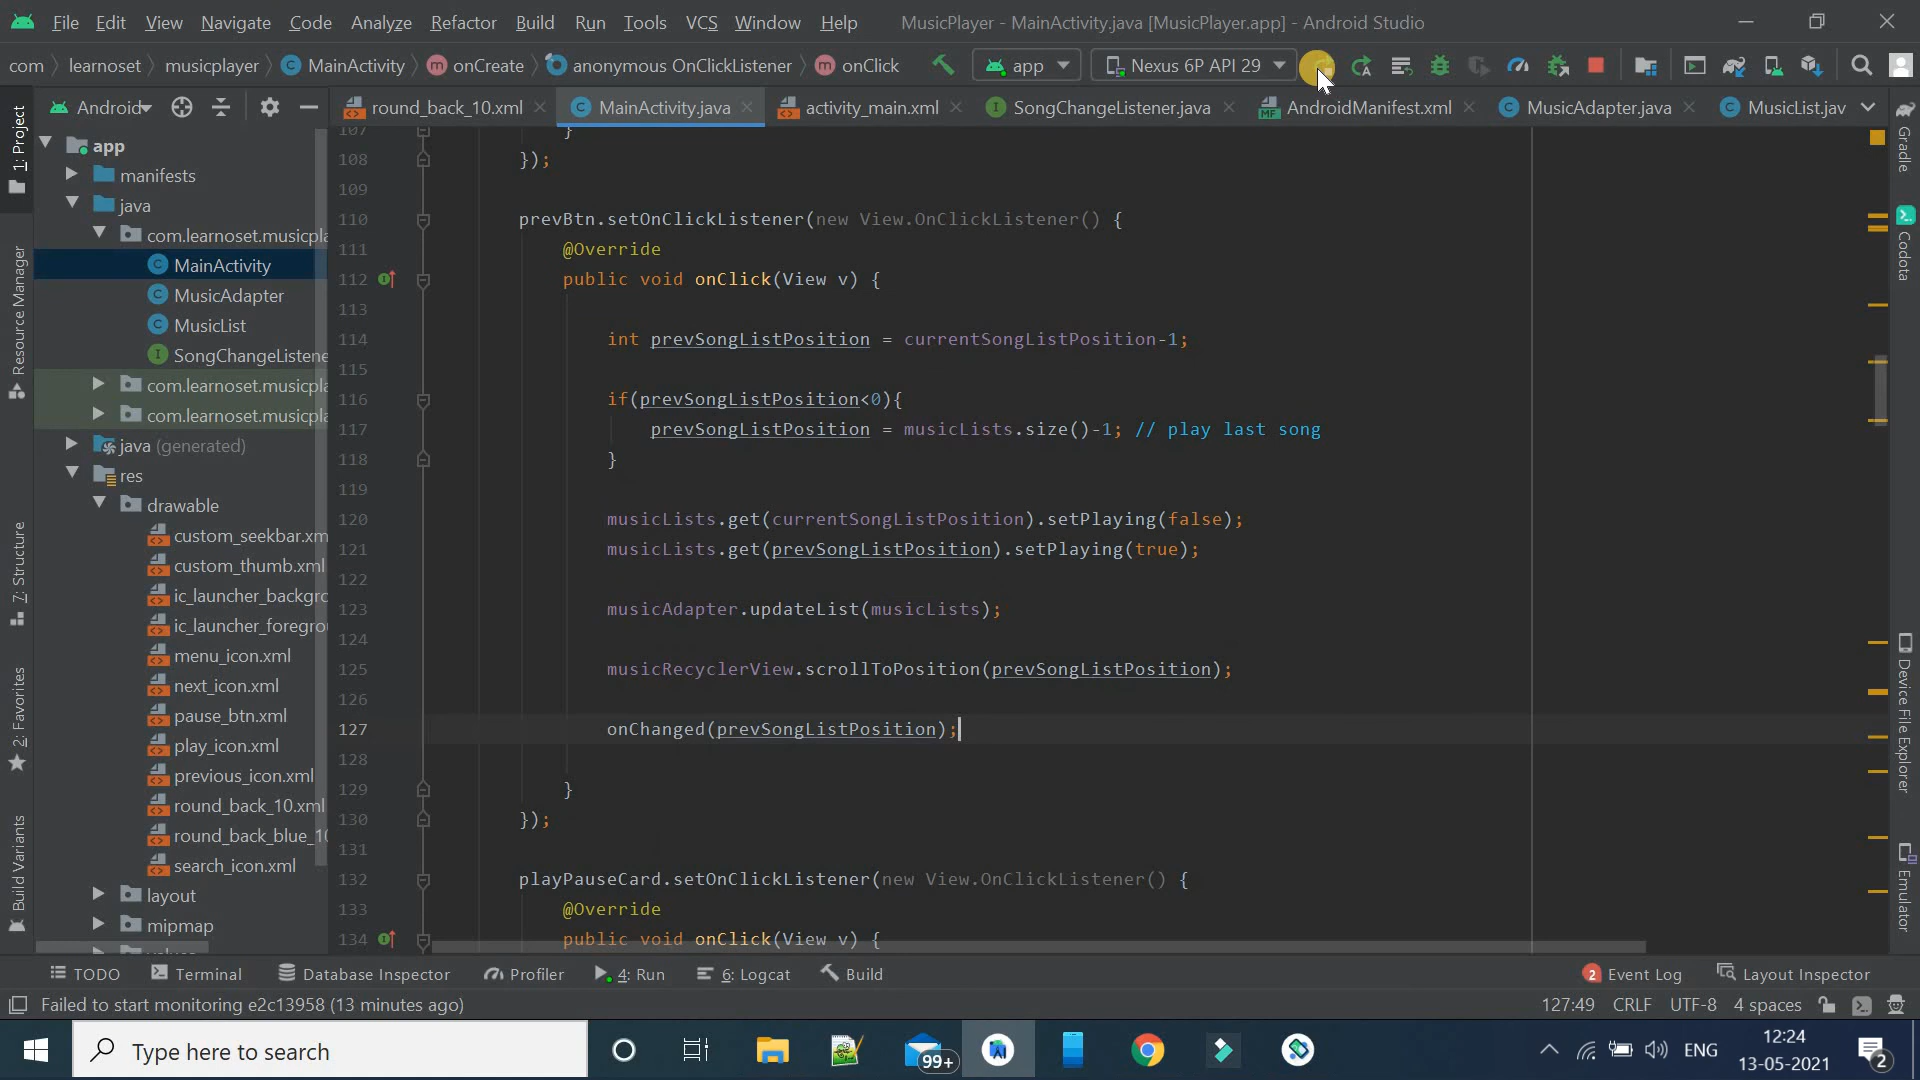 File Edit View Navigate Code Analyze Refactor Build Run Tools VCS Window Help MusicPlayer - MainActivity.java [MusicPlayer.app] - Android Studio
com learnoset musicplayer MainActivity onCreate anonymous OnClickListener onClick app Nexus 6P API 29
Android round_back_10.xml MainActivity.java activity_main.xml SongChangeListener.java AndroidManifest.xml MusicAdapter.java MusicList.jav
1: Project
Resource Manager
7: Structure
2: Favorites
Build Variants
app
manifests
java
com.learnoset.musicpla
MainActivity
MusicAdapter
MusicList
SongChangeListene
com.learnoset.musicpla
com.learnoset.musicpla
java (generated)
res
drawable
custom_seekbar.xm
custom_thumb.xml
ic_launcher_backgro
ic_launcher_foregrou
menu_icon.xml
next_icon.xml
pause_btn.xml
play_icon.xml
previous_icon.xml
round_back_10.xml
round_back_blue_10
search_icon.xml
layout
mipmap
107 }
108 });
109
110 prevBtn.setOnClickListener(new View.OnClickListener() {
111 @Override
112 public void onClick(View v) {
113
114 int prevSongListPosition = currentSongListPosition-1;
115
116 if(prevSongListPosition<0){
117 prevSongListPosition = musicLists.size()-1; // play last song
118 }
119
120 musicLists.get(currentSongListPosition).setPlaying(false);
121 musicLists.get(prevSongListPosition).setPlaying(true);
122
123 musicAdapter.updateList(musicLists);
124
125 musicRecyclerView.scrollToPosition(prevSongListPosition);
126
127 onChanged(prevSongListPosition);
128
129 }
130 });
131
132 playPauseCard.setOnClickListener(new View.OnClickListener() {
133 @Override
134 public void onClick(View v) {
Gradle
Codota
Device File Explorer
Emulator
TODO Terminal Database Inspector Profiler 4: Run 6: Logcat Build 2 Event Log Layout Inspector
Failed to start monitoring e2c13958 (13 minutes ago) 127:49 CRLF UTF-8 4 spaces
Type here to search 99+ ENG 12:24 2
13-05-2021